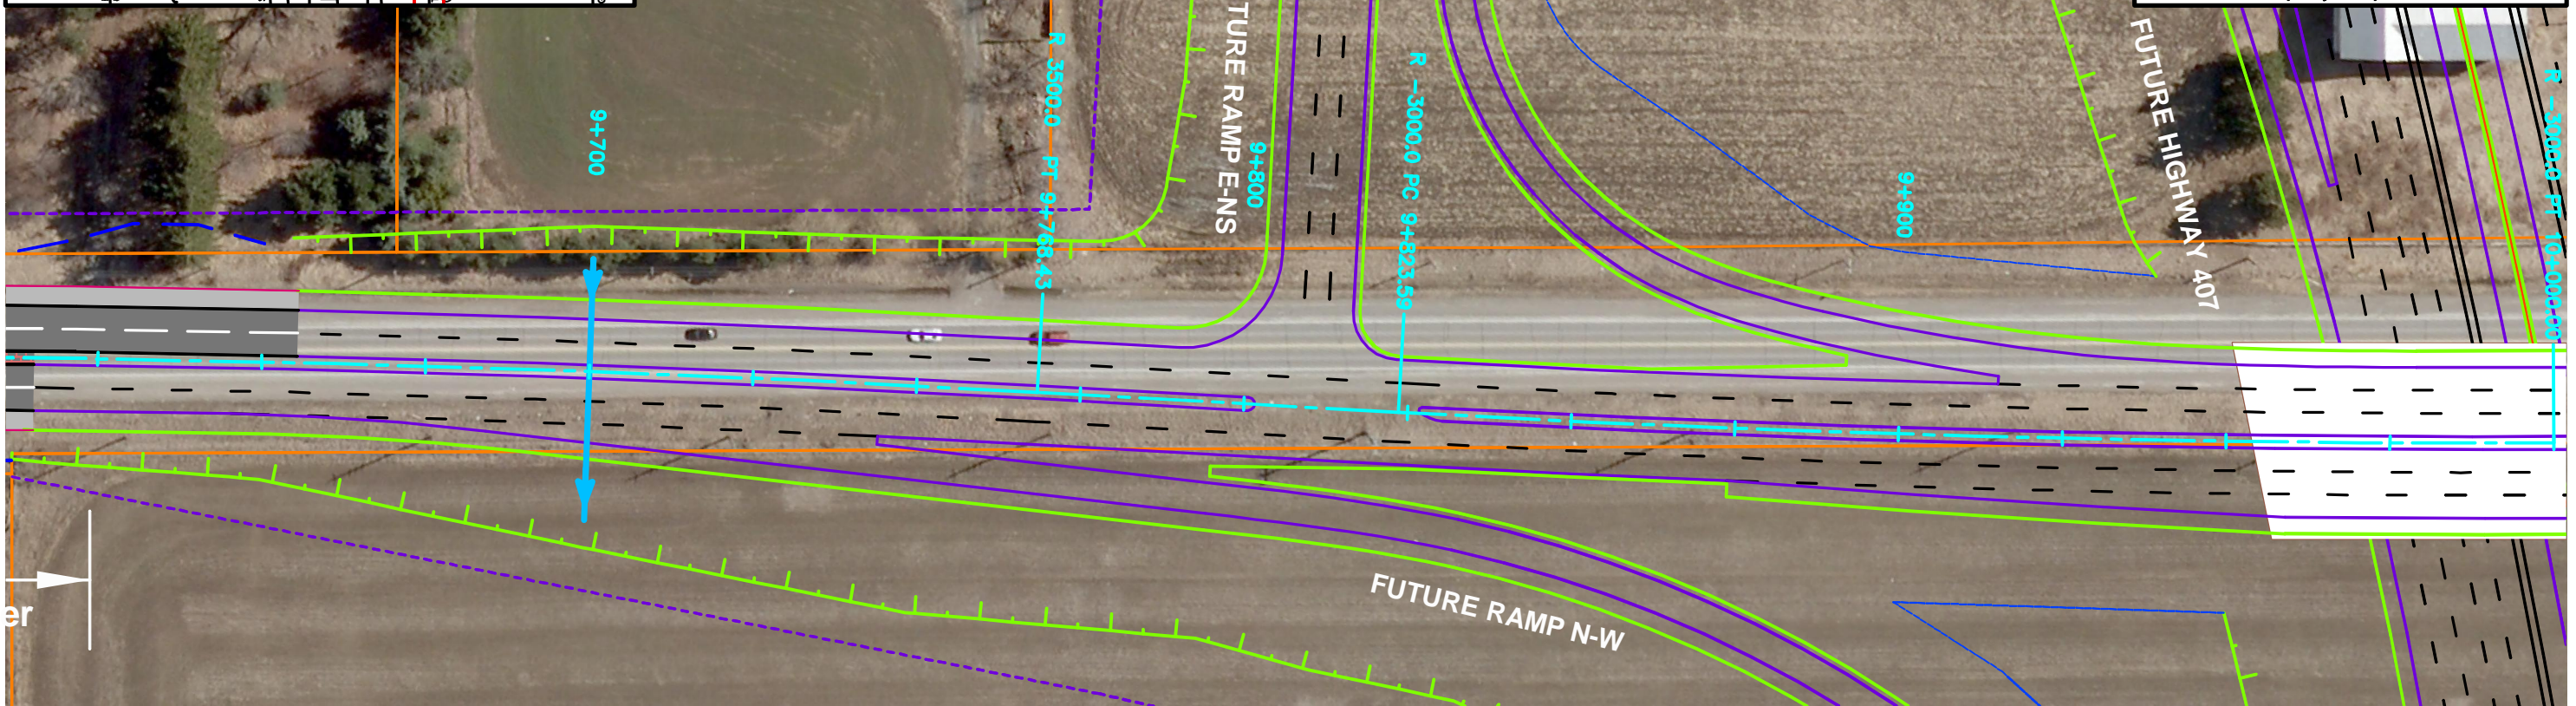 9+700
R 3500.0 PT 9+768.43
TURE RAMP E-NS
9+800
R -3000.0 PC 9+823.59
9+900
FUTURE HIGHWAY 407
R -3000.0 PT 10+000.00
FUTURE RAMP N-W
er